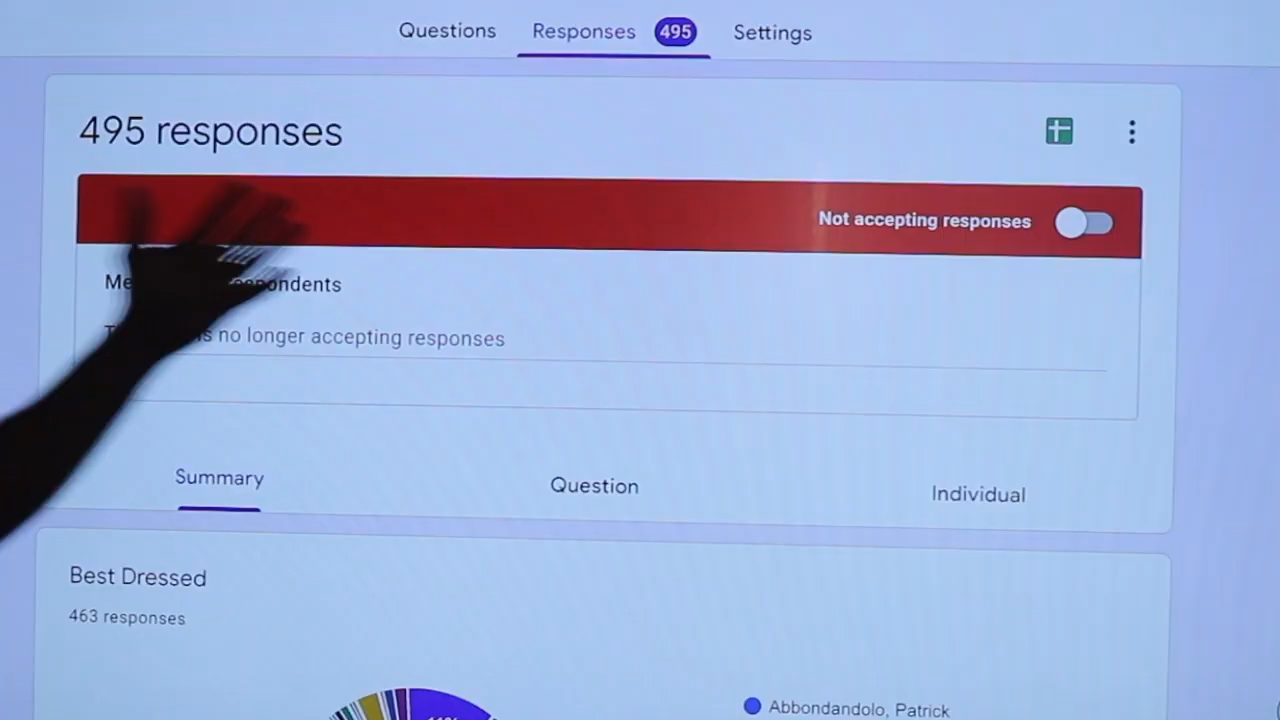 Questions Responses 495 Settings
495 responses
Not accepting responses
no longer accepting responses
Summary Question Individual
Best Dressed
463 responses
Abbondandolo, Patrick